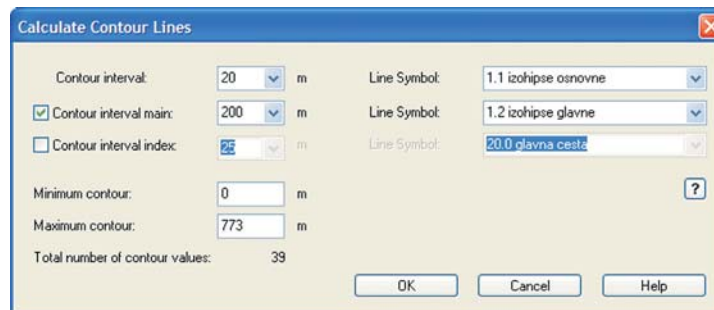 Calculate Contour Lines
Contour interval: 20 m Line Symbol: 1.1 izohipse osnovne
Contour interval main: 200 m Line Symbol: 1.2 izohipse glavne
Contour interval index: 25 m Line Symbol: 20.0 glavna cesta
Minimum contour: 0 m ?
Maximum contour: 773 m
Total number of contour values: 39
OK Cancel Help